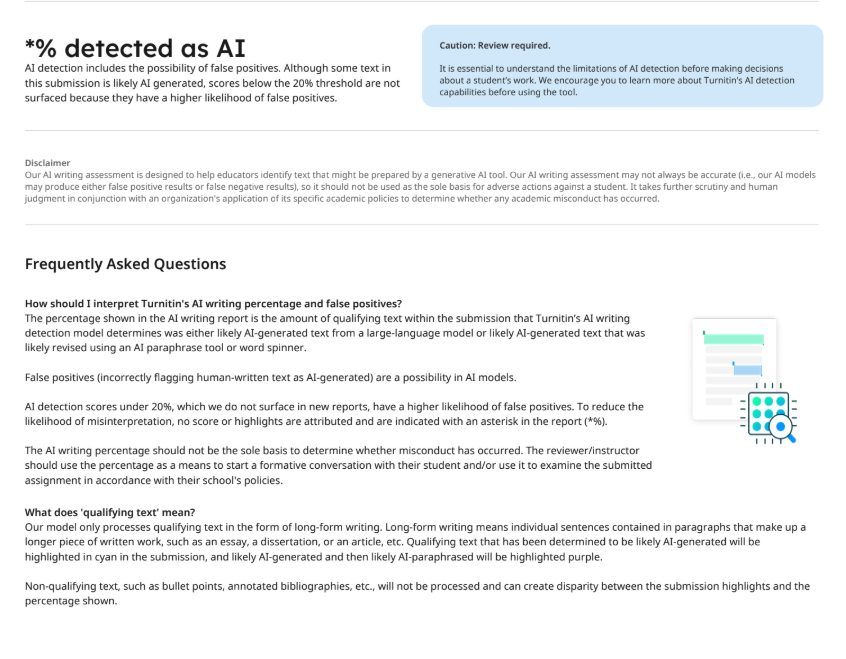 *% detected as AI
AI detection includes the possibility of false positives. Although some text in
this submission is likely AI generated, scores below the 20% threshold are not
surfaced because they have a higher likelihood of false positives.
Caution: Review required.
It is essential to understand the limitations of AI detection before making decisions
about a student's work. We encourage you to learn more about Turnitin's AI detection
capabilities before using the tool.
Disclaimer
Our AI writing assessment is designed to help educators identify text that might be prepared by a generative AI tool. Our AI writing assessment may not always be accurate (i.e., our AI models
may produce either false positive results or false negative results), so it should not be used as the sole basis for adverse actions against a student. It takes further scrutiny and human
judgment in conjunction with an organization's application of its specific academic policies to determine whether any academic misconduct has occurred.
Frequently Asked Questions
How should I interpret Turnitin's AI writing percentage and false positives?
The percentage shown in the AI writing report is the amount of qualifying text within the submission that Turnitin's AI writing
detection model determines was either likely AI-generated text from a large-language model or likely AI-generated text that was
likely revised using an AI paraphrase tool or word spinner.
False positives (incorrectly flagging human-written text as AI-generated) are a possibility in AI models.
AI detection scores under 20%, which we do not surface in new reports, have a higher likelihood of false positives. To reduce the
likelihood of misinterpretation, no score or highlights are attributed and are indicated with an asterisk in the report (*%).
The AI writing percentage should not be the sole basis to determine whether misconduct has occurred. The reviewer/instructor
should use the percentage as a means to start a formative conversation with their student and/or use it to examine the submitted
assignment in accordance with their school's policies.
What does 'qualifying text' mean?
Our model only processes qualifying text in the form of long-form writing. Long-form writing means individual sentences contained in paragraphs that make up a
longer piece of written work, such as an essay, a dissertation, or an article, etc. Qualifying text that has been determined to be likely AI-generated will be
highlighted in cyan in the submission, and likely AI-generated and then likely AI-paraphrased will be highlighted purple.
Non-qualifying text, such as bullet points, annotated bibliographies, etc., will not be processed and can create disparity between the submission highlights and the
percentage shown.